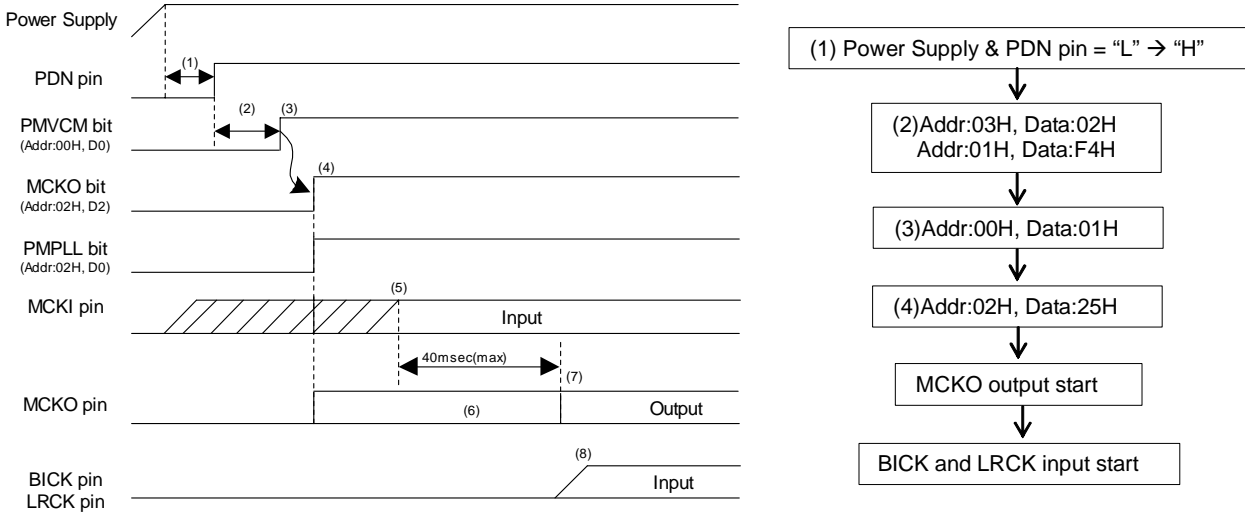 Power Supply
(1)
PDN pin
(2)
(3)
PMVCM bit
(Addr:00H, D0)
(4)
MCKO bit
(Addr:02H, D2)
PMPLL bit
(Addr:02H, D0)
(5)
MCKI pin
Input
40msec(max)
(7)
MCKO pin
(6)
Output
(8)
BICK pin
LRCK pin
Input
(1) Power Supply & PDN pin = “L” → “H”
(2)Addr:03H, Data:02H
Addr:01H, Data:F4H
(3)Addr:00H, Data:01H
(4)Addr:02H, Data:25H
MCKO output start
BICK and LRCK input start